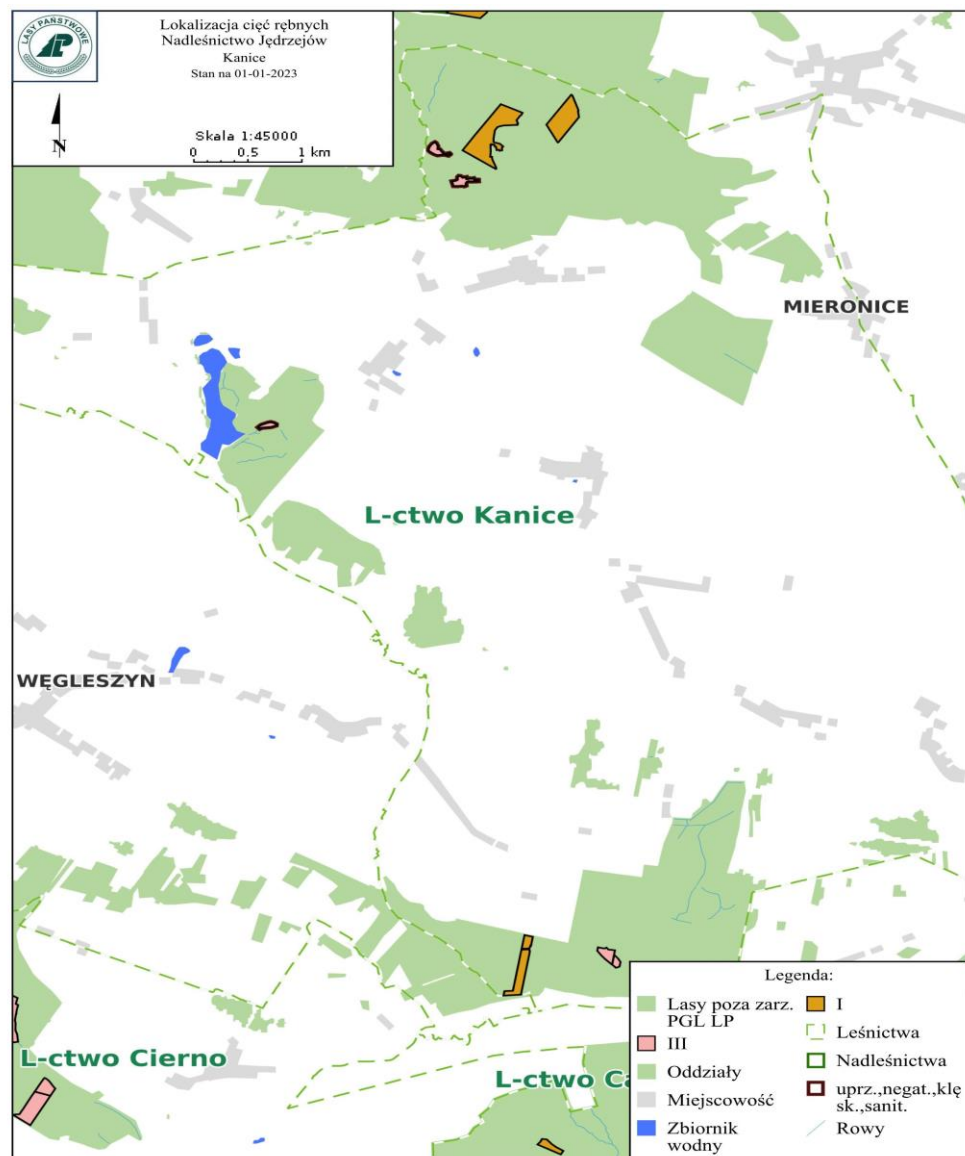 LASY PAŃSTWOWE
Lokalizacja cięć rębnych
Nadleśnictwo Jędrzejów
Kanice
Stan na 01-01-2023
N
Skala 1:45000
0 0.5 1 km
MIERONICE
L-ctwo Kanice
WĘGLESZYN
L-ctwo Cierno
L-ctwo Ca
Legenda:
Lasy poza zarz.
PGL LP
III
Oddziały
Miejscowość
Zbiornik
wodny
I
Leśnictwa
Nadleśnictwa
uprz.,negat.,klę
sk.,sanit.
Rowy